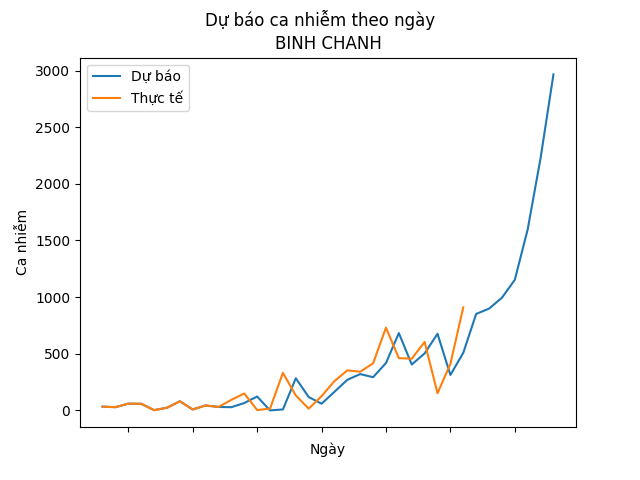 Dự báo ca nhiễm theo ngày
BINH CHANH
Dự báo
Thực tế
3000
2500
2000
1500
1000
500
0
Ca nhiễm
Ngày